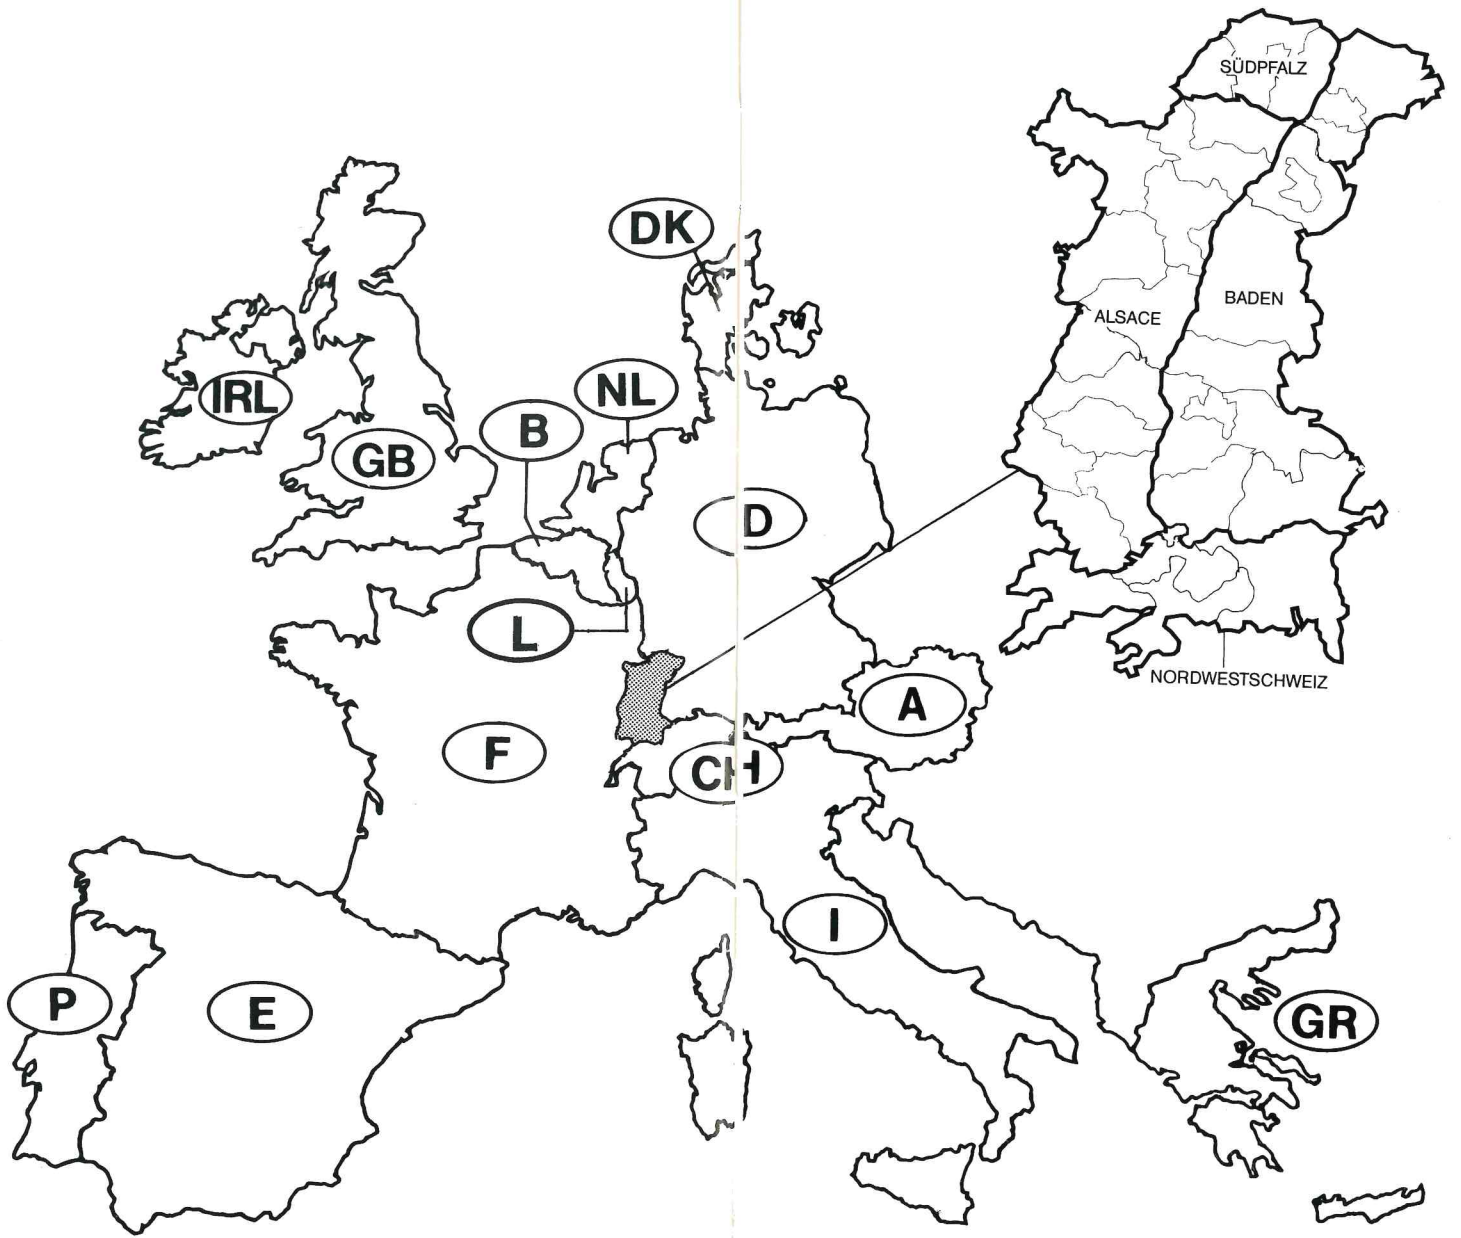 SÜDPFALZ
DK
BADEN
ALSACE
NL
IRL
B
GB
D
L
NORDWESTSCHWEIZ
A
F
CH
I
P
E
GR